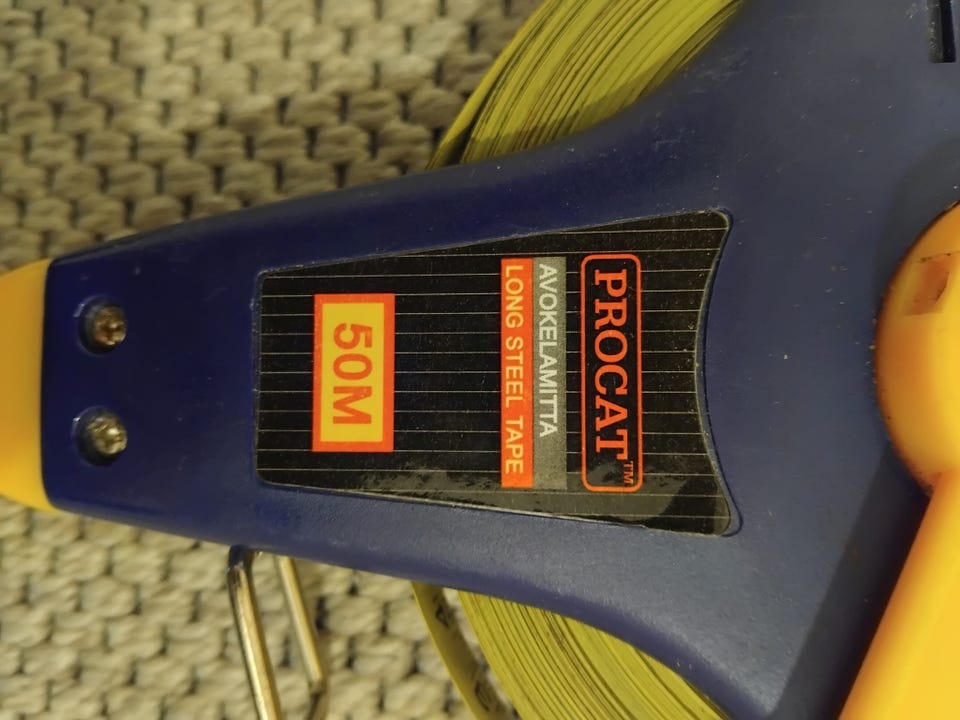 PROCAT™
AVOKELAMITTA
LONG STEEL TAPE
50M